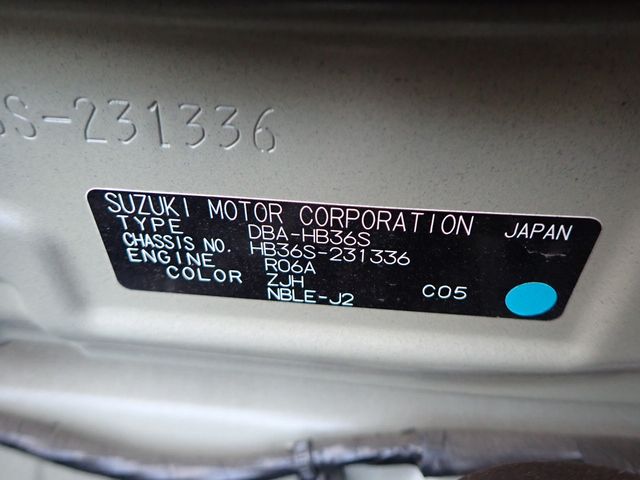 S-231336
SUZUKI MOTOR CORPORATION JAPAN
TYPE DBA-HB36S
CHASSIS NO. HB36S-231336
ENGINE R06A
COLOR ZJH C05
NBLE-J2